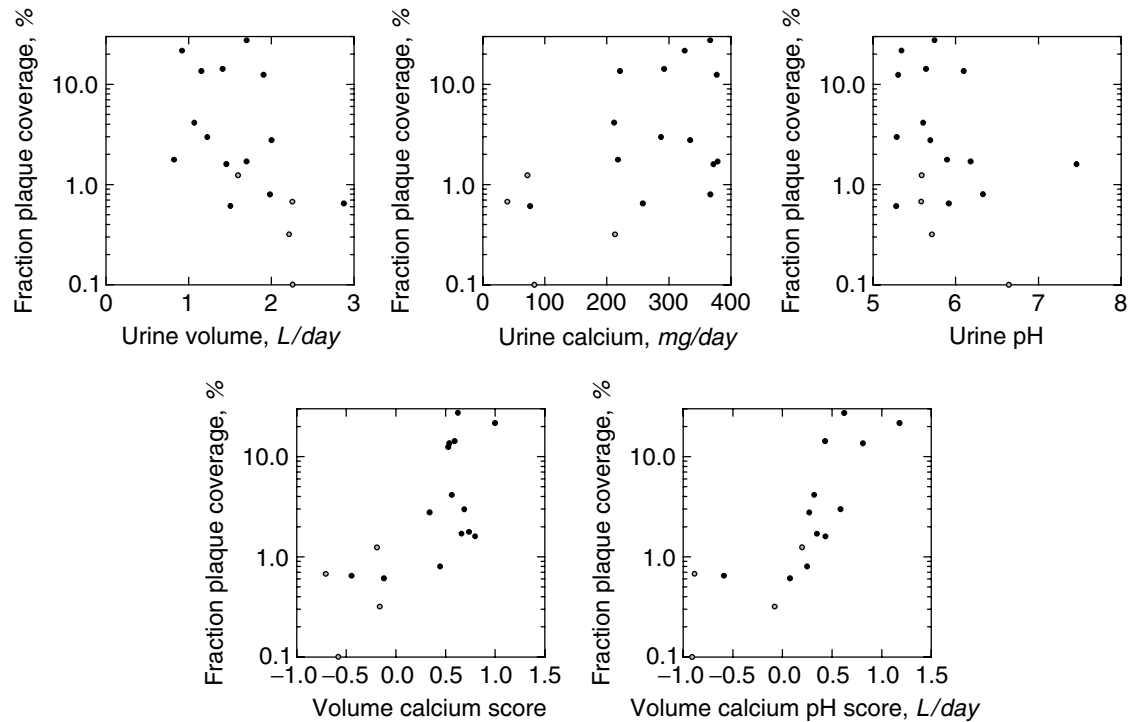 Fraction plaque coverage, %
10.0
1.0
0.1
0 1 2 3
Urine volume, L/day
Fraction plaque coverage, %
10.0
1.0
0.1
0 100 200 300 400
Urine calcium, mg/day
Fraction plaque coverage, %
10.0
1.0
0.1
5 6 7 8
Urine pH
Fraction plaque coverage, %
10.0
1.0
0.1
−1.0 −0.5 0.0 0.5 1.0 1.5
Volume calcium score
Fraction plaque coverage, %
10.0
1.0
0.1
−1.0 −0.5 0.0 0.5 1.0 1.5
Volume calcium pH score, L/day